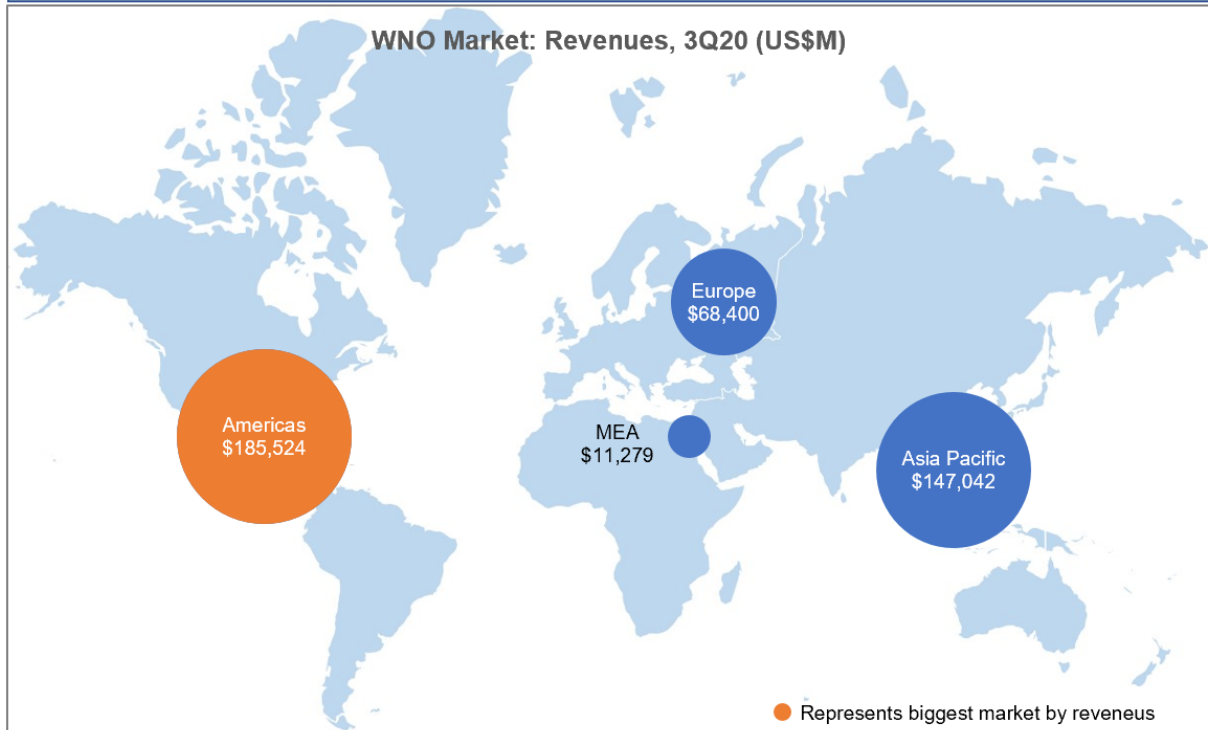 WNO Market: Revenues, 3Q20 (US$M)
Europe
$68,400
Americas
$185,524
MEA
$11,279
Asia Pacific
$147,042
Represents biggest market by reveneus